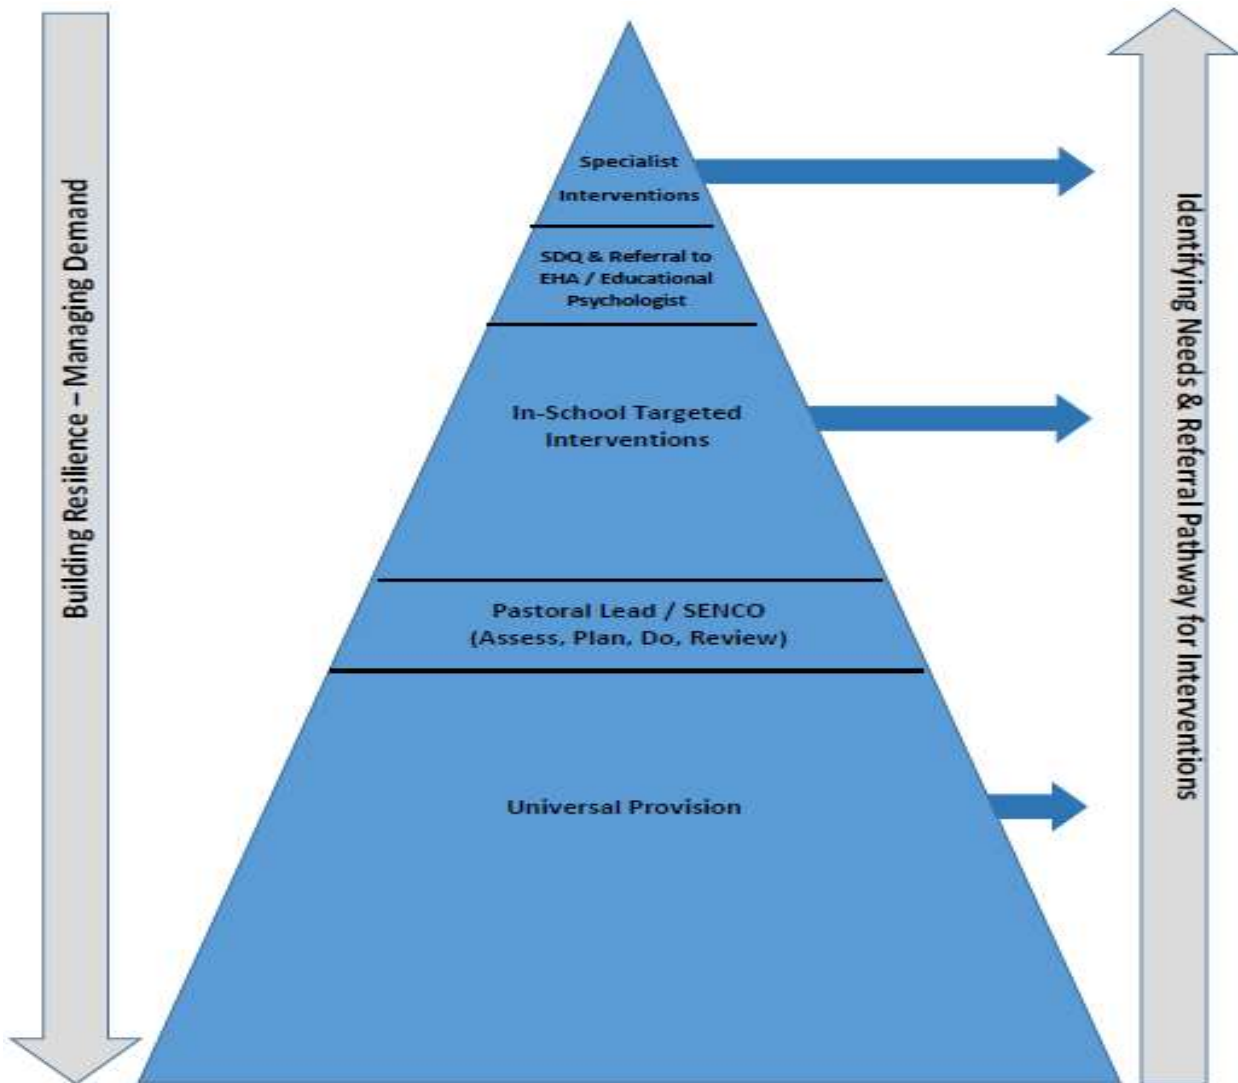 Building Resilience – Managing Demand
Specialist
Interventions
SDQ & Referral to
EHA / Educational
Psychologist
In-School Targeted
Interventions
Pastoral Lead / SENCO
(Assess, Plan, Do, Review)
Universal Provision
Identifying Needs & Referral Pathway for Interventions